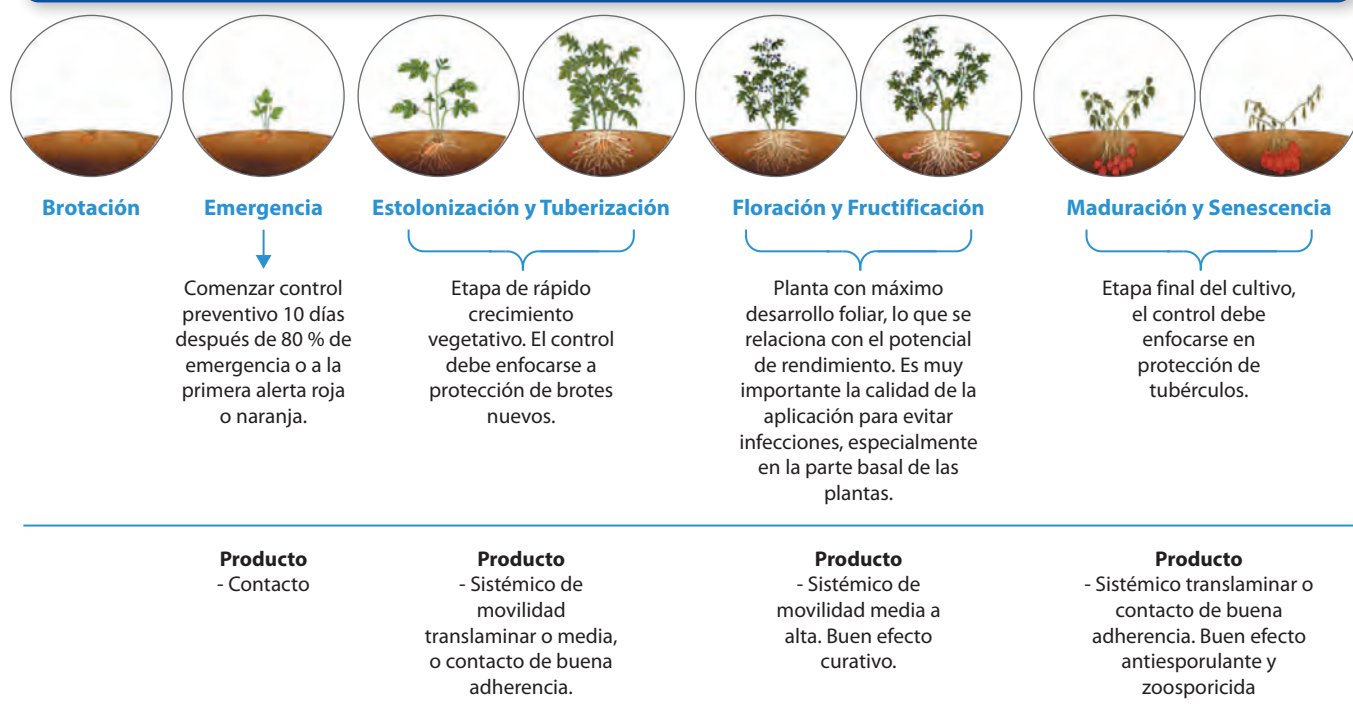 Brotación
Emergencia
Estolonización y Tuberización
Floración y Fructificación
Maduración y Senescencia
Comenzar control
preventivo 10 días
después de 80 % de
emergencia o a la
primera alerta roja
o naranja.
Etapa de rápido
crecimiento
vegetativo. El control
debe enfocarse a
protección de brotes
nuevos.
Planta con máximo
desarrollo foliar, lo que se
relaciona con el potencial
de rendimiento. Es muy
importante la calidad de la
aplicación para evitar
infecciones, especialmente
en la parte basal de las
plantas.
Etapa final del cultivo,
el control debe
enfocarse en
protección de
tubérculos.
Producto
- Contacto
Producto
- Sistémico de
movilidad
translaminar o media,
o contacto de buena
adherencia.
Producto
- Sistémico de
movilidad media a
alta. Buen efecto
curativo.
Producto
- Sistémico translaminar o
contacto de buena
adherencia. Buen efecto
antiesporulante y
zoosporicida